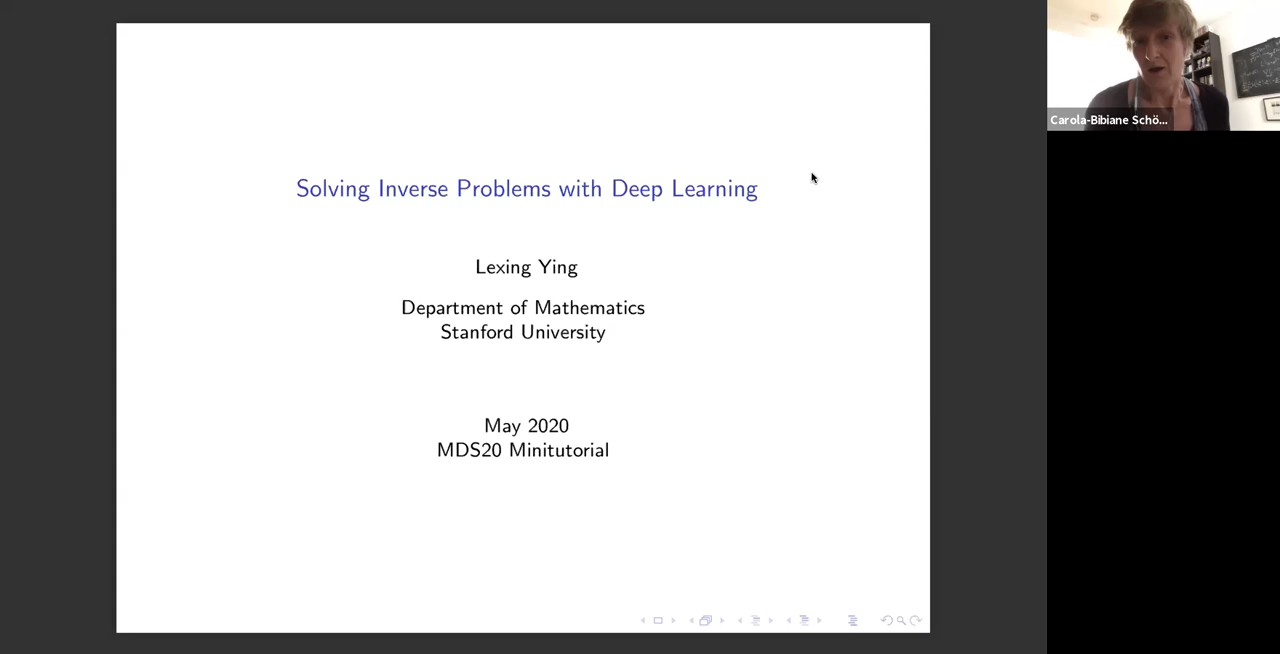 Solving Inverse Problems with Deep Learning
Lexing Ying
Department of Mathematics
Stanford University
May 2020
MDS20 Minitutorial
Carola-Bibiane Schö...